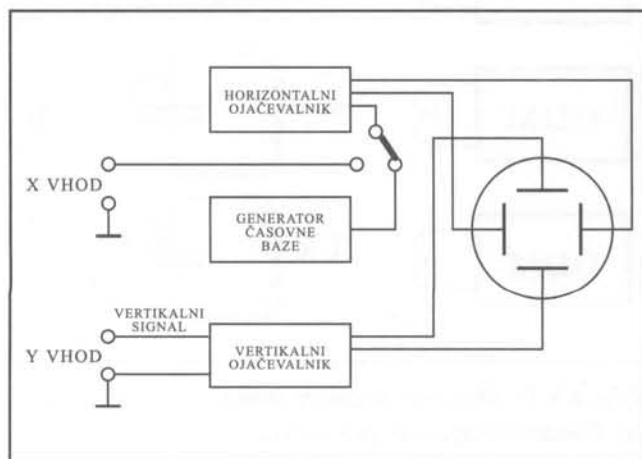 HORIZONTALNI
OJAČEVALNIK
X VHOD
GENERATOR
ČASOVNE
BAZE
VERTIKALNI
SIGNAL
Y VHOD
VERTIKALNI
OJAČEVALNIK